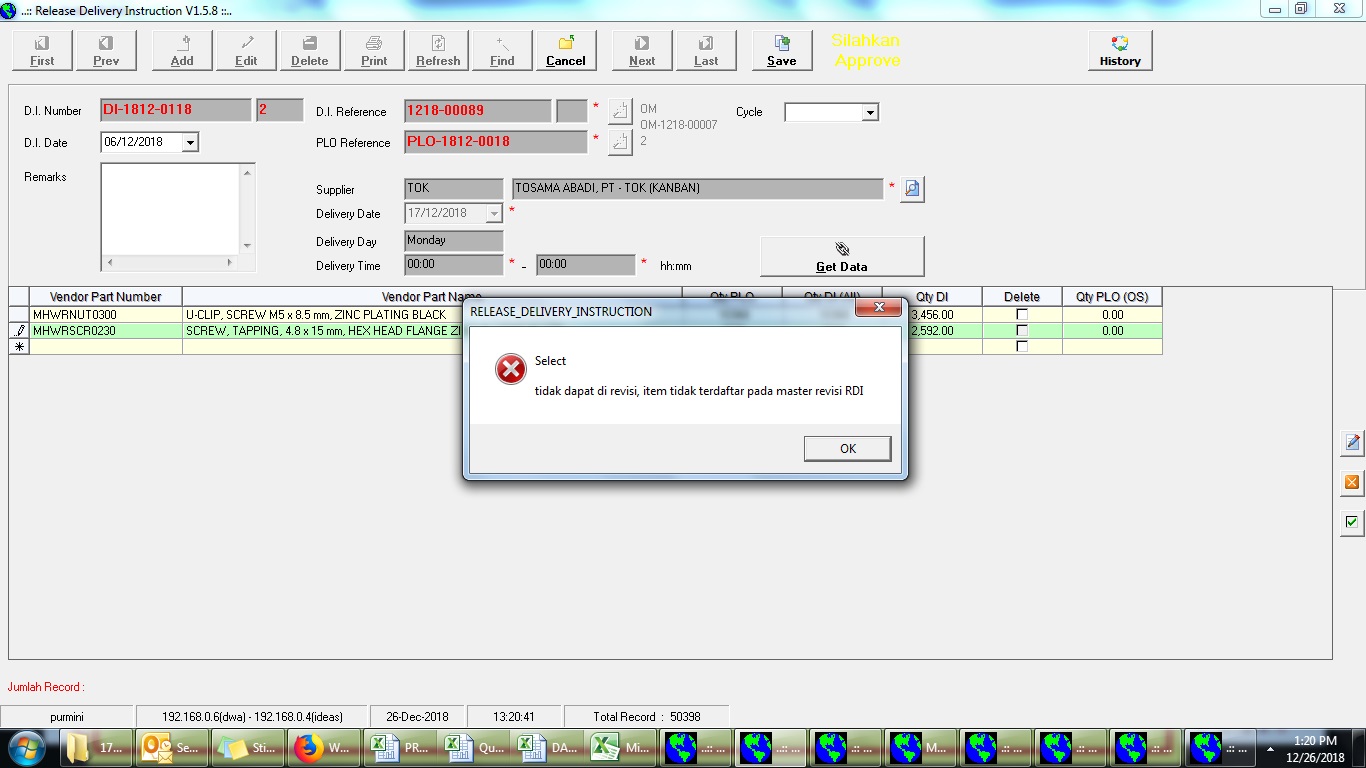 ..:: Release Delivery Instruction V1.5.8 ::..
First Prev Add Edit Delete Print Refresh Find Cancel Next Last Save Silahkan Approve History
D.I. Number DI-1812-0118 2 D.I. Reference 1218-00089 * OM Cycle
OM-1218-00007
D.I. Date 06/12/2018 PLO Reference PLO-1812-0018 * 2
Remarks
Supplier TOK TOSAMA ABADI, PT - TOK (KANBAN) *
Delivery Date 17/12/2018 *
Delivery Day Monday
Delivery Time 00:00 * - 00:00 * hh:mm Get Data
Vendor Part Number Vendor Part Name Qty PLO Qty DI (All) Qty DI Delete Qty PLO (OS)
MHWRNUT0300 U-CLIP, SCREW M5 x 8.5 mm, ZINC PLATING BLACK 3,456.00 0.00
MHWRSCR0230 SCREW, TAPPING, 4.8 x 15 mm, HEX HEAD FLANGE 2,592.00 0.00
RELEASE_DELIVERY_INSTRUCTION
Select
tidak dapat di revisi, item tidak terdaftar pada master revisi RDI
OK
Jumlah Record :
purmini 192.168.0.6(dwa) - 192.168.0.4(ideas) 26-Dec-2018 13:20:41 Total Record : 50398
17... Se... Sti... W... PR... Qu... DA... Mi... ..:: ... ..:: ... ..:: ... M... ..:: ... ..:: ... ..:: ... ..:: ... 1:20 PM
12/26/2018